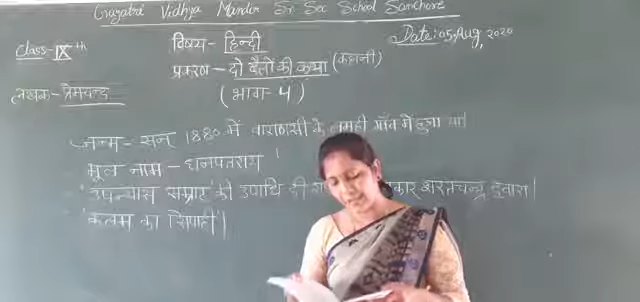 Gayatri Vidhya Mandir Sr. Sec School Sanchore
Class - IX th
विषय - हिन्दी
Date: 05, Aug, 2020
प्रकरण - दो बैलों की कथा (कहानी)
लेखक - प्रेमचन्द
(भाग - 4)
जन्म - सन् 1880 में वाराणसी के लमही गाँव में हुआ था।
मूल नाम - धनपतराय
'उपन्यास सम्राट' की उपाधि दी शरतचन्द्र द्वारा।
'कलम का सिपाही'।